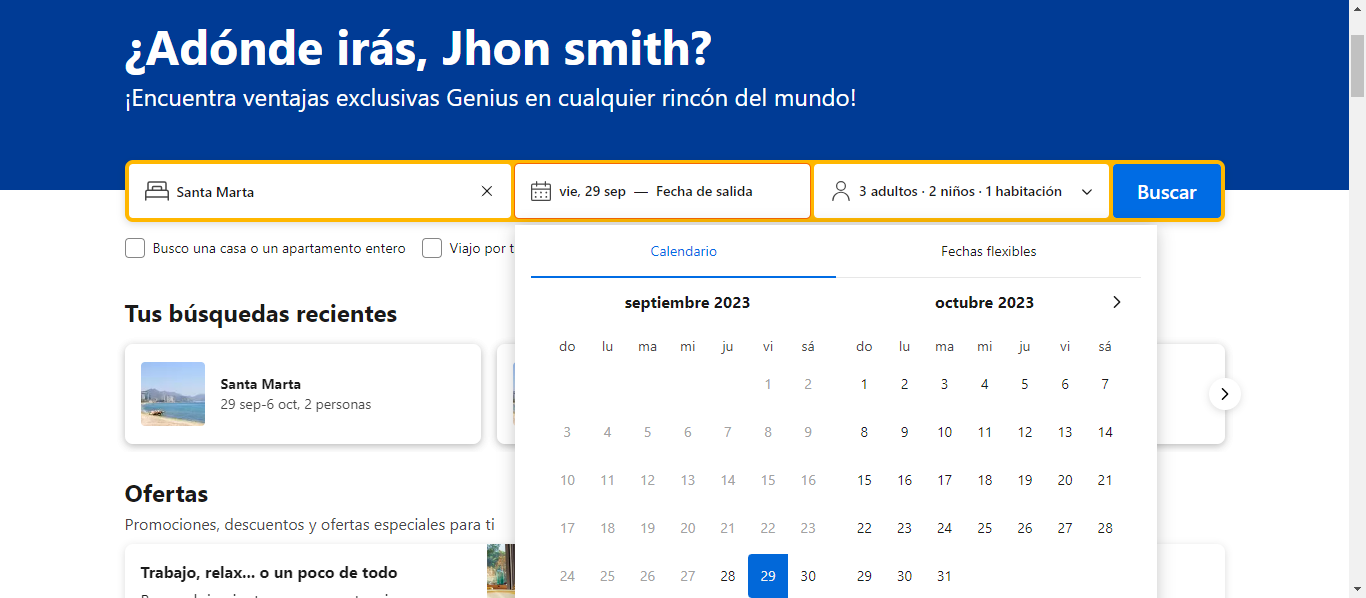 ¿Adónde irás, Jhon smith?
¡Encuentra ventajas exclusivas Genius en cualquier rincón del mundo!
Santa Marta
vie, 29 sep — Fecha de salida
3 adultos · 2 niños · 1 habitación
Buscar
Busco una casa o un apartamento entero
Viajo por t
Calendario
Fechas flexibles
septiembre 2023
do lu ma mi ju vi sá
1 2
3 4 5 6 7 8 9
10 11 12 13 14 15 16
17 18 19 20 21 22 23
24 25 26 27 28 29 30
octubre 2023
do lu ma mi ju vi sá
1 2 3 4 5 6 7
8 9 10 11 12 13 14
15 16 17 18 19 20 21
22 23 24 25 26 27 28
29 30 31
Tus búsquedas recientes
Santa Marta
29 sep-6 oct, 2 personas
Ofertas
Promociones, descuentos y ofertas especiales para ti
Trabajo, relax... o un poco de todo